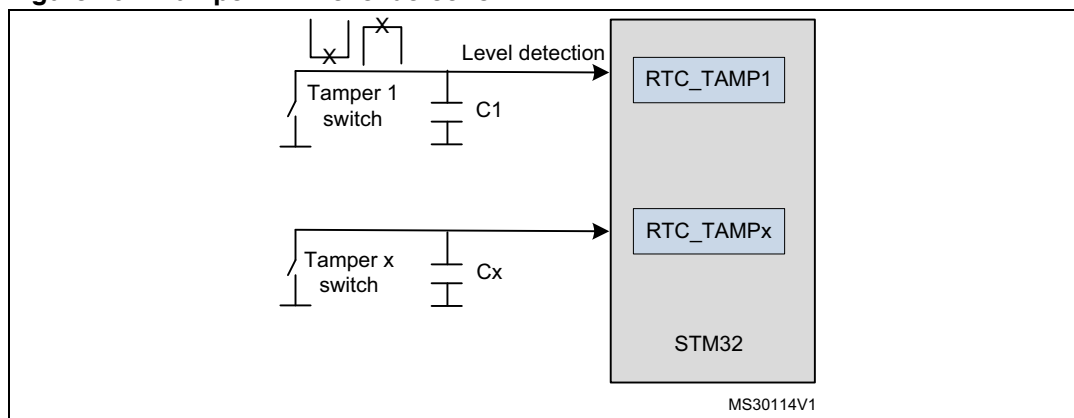 X
X
Level detection
RTC_TAMP1
Tamper 1
switch
C1
RTC_TAMPx
Tamper x
switch
Cx
STM32
MS30114V1